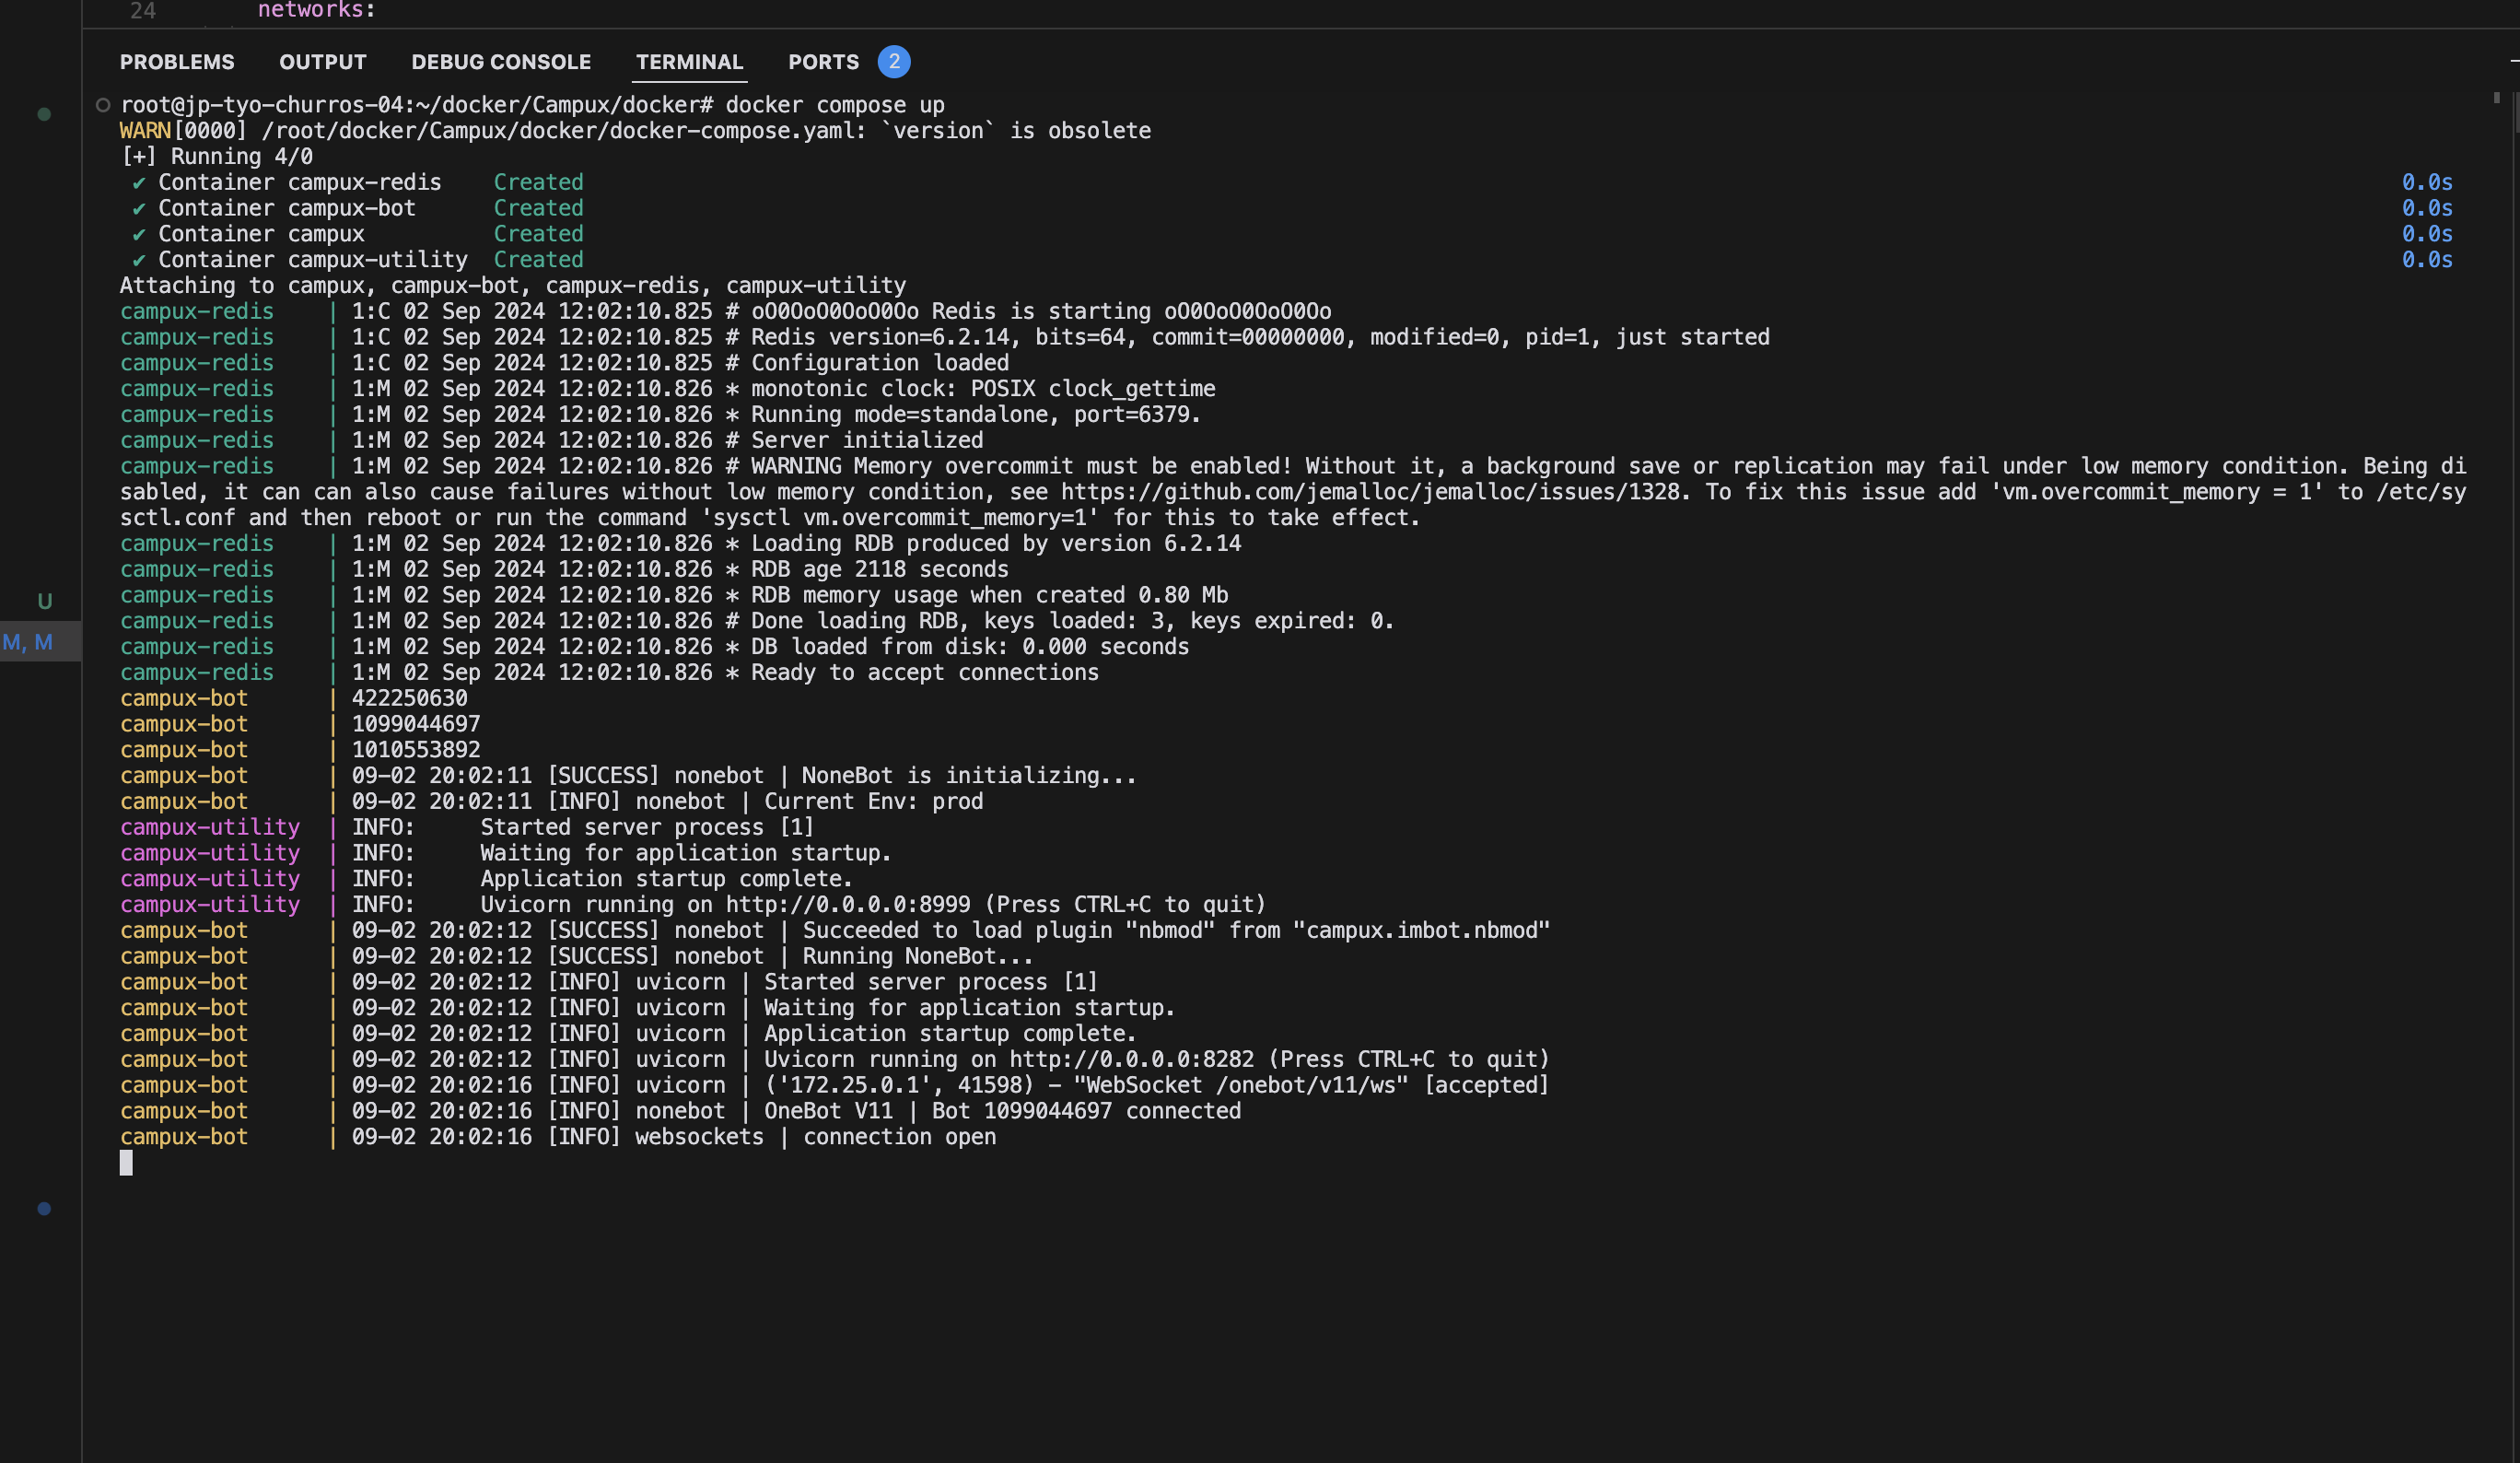 24 networks:
PROBLEMS OUTPUT DEBUG CONSOLE TERMINAL PORTS 2
root@jp-tyo-churros-04:~/docker/Campux/docker# docker compose up
WARN[0000] /root/docker/Campux/docker/docker-compose.yaml: `version` is obsolete
[+] Running 4/0
✔ Container campux-redis Created 0.0s
✔ Container campux-bot Created 0.0s
✔ Container campux Created 0.0s
✔ Container campux-utility Created 0.0s
Attaching to campux, campux-bot, campux-redis, campux-utility
campux-redis | 1:C 02 Sep 2024 12:02:10.825 # oO0OoO0OoO0Oo Redis is starting oO0OoO0OoO0Oo
campux-redis | 1:C 02 Sep 2024 12:02:10.825 # Redis version=6.2.14, bits=64, commit=00000000, modified=0, pid=1, just started
campux-redis | 1:C 02 Sep 2024 12:02:10.825 # Configuration loaded
campux-redis | 1:M 02 Sep 2024 12:02:10.826 * monotonic clock: POSIX clock_gettime
campux-redis | 1:M 02 Sep 2024 12:02:10.826 * Running mode=standalone, port=6379.
campux-redis | 1:M 02 Sep 2024 12:02:10.826 # Server initialized
campux-redis | 1:M 02 Sep 2024 12:02:10.826 # WARNING Memory overcommit must be enabled! Without it, a background save or replication may fail under low memory condition. Being di
sabled, it can can also cause failures without low memory condition, see https://github.com/jemalloc/jemalloc/issues/1328. To fix this issue add 'vm.overcommit_memory = 1' to /etc/sy
sctl.conf and then reboot or run the command 'sysctl vm.overcommit_memory=1' for this to take effect.
campux-redis | 1:M 02 Sep 2024 12:02:10.826 * Loading RDB produced by version 6.2.14
campux-redis | 1:M 02 Sep 2024 12:02:10.826 * RDB age 2118 seconds
U
campux-redis | 1:M 02 Sep 2024 12:02:10.826 * RDB memory usage when created 0.80 Mb
campux-redis | 1:M 02 Sep 2024 12:02:10.826 # Done loading RDB, keys loaded: 3, keys expired: 0.
M, M
campux-redis | 1:M 02 Sep 2024 12:02:10.826 * DB loaded from disk: 0.000 seconds
campux-redis | 1:M 02 Sep 2024 12:02:10.826 * Ready to accept connections
campux-bot | 422250630
campux-bot | 1099044697
campux-bot | 1010553892
campux-bot | 09-02 20:02:11 [SUCCESS] nonebot | NoneBot is initializing...
campux-bot | 09-02 20:02:11 [INFO] nonebot | Current Env: prod
campux-utility | INFO: Started server process [1]
campux-utility | INFO: Waiting for application startup.
campux-utility | INFO: Application startup complete.
campux-utility | INFO: Uvicorn running on http://0.0.0.0:8999 (Press CTRL+C to quit)
campux-bot | 09-02 20:02:12 [SUCCESS] nonebot | Succeeded to load plugin "nbmod" from "campux.imbot.nbmod"
campux-bot | 09-02 20:02:12 [SUCCESS] nonebot | Running NoneBot...
campux-bot | 09-02 20:02:12 [INFO] uvicorn | Started server process [1]
campux-bot | 09-02 20:02:12 [INFO] uvicorn | Waiting for application startup.
campux-bot | 09-02 20:02:12 [INFO] uvicorn | Application startup complete.
campux-bot | 09-02 20:02:12 [INFO] uvicorn | Uvicorn running on http://0.0.0.0:8282 (Press CTRL+C to quit)
campux-bot | 09-02 20:02:16 [INFO] uvicorn | ('172.25.0.1', 41598) - "WebSocket /onebot/v11/ws" [accepted]
campux-bot | 09-02 20:02:16 [INFO] nonebot | OneBot V11 | Bot 1099044697 connected
campux-bot | 09-02 20:02:16 [INFO] websockets | connection open